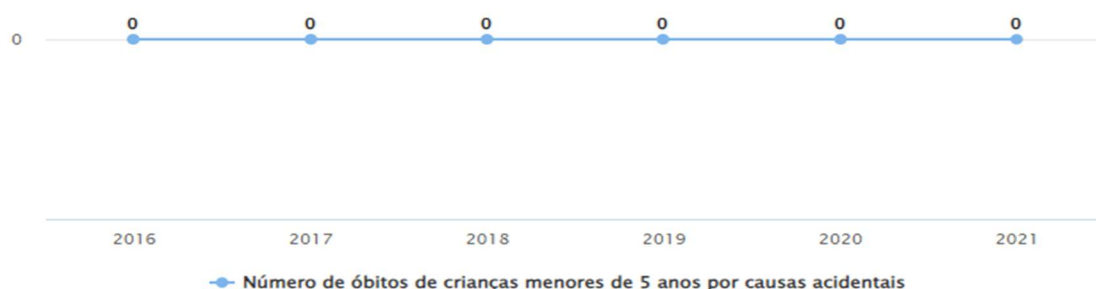 0 0 0 0 0 0
0
2016 2017 2018 2019 2020 2021
Número de óbitos de crianças menores de 5 anos por causas acidentais